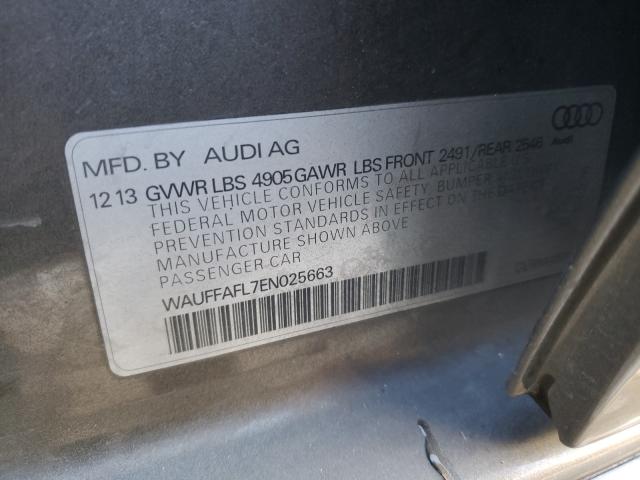 MFD. BY AUDI AG
12 13 GVWR LBS 4905 GAWR LBS FRONT 2491/REAR 2546
THIS VEHICLE CONFORMS TO ALL APPLICABLE
FEDERAL MOTOR VEHICLE SAFETY, BUMPER
PREVENTION STANDARDS IN EFFECT ON THE DATE OF
MANUFACTURE SHOWN ABOVE
PASSENGER CAR
WAUFFAFL7EN025663
Audi